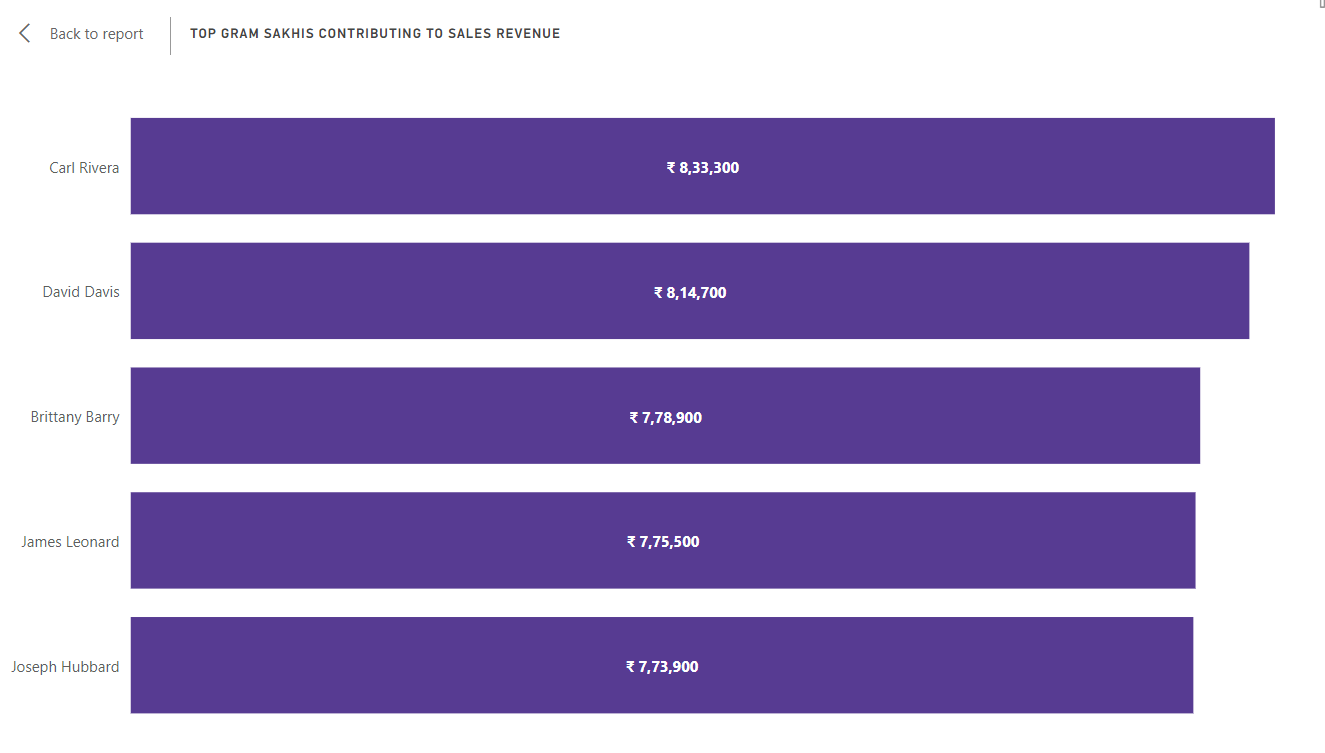 Back to report
TOP GRAM SAKHIS CONTRIBUTING TO SALES REVENUE
Carl Rivera ₹ 8,33,300
David Davis ₹ 8,14,700
Brittany Barry ₹ 7,78,900
James Leonard ₹ 7,75,500
Joseph Hubbard ₹ 7,73,900